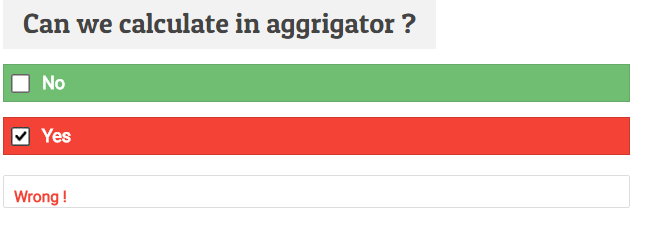 Can we calculate in aggrigator ?
No
Yes
Wrong !